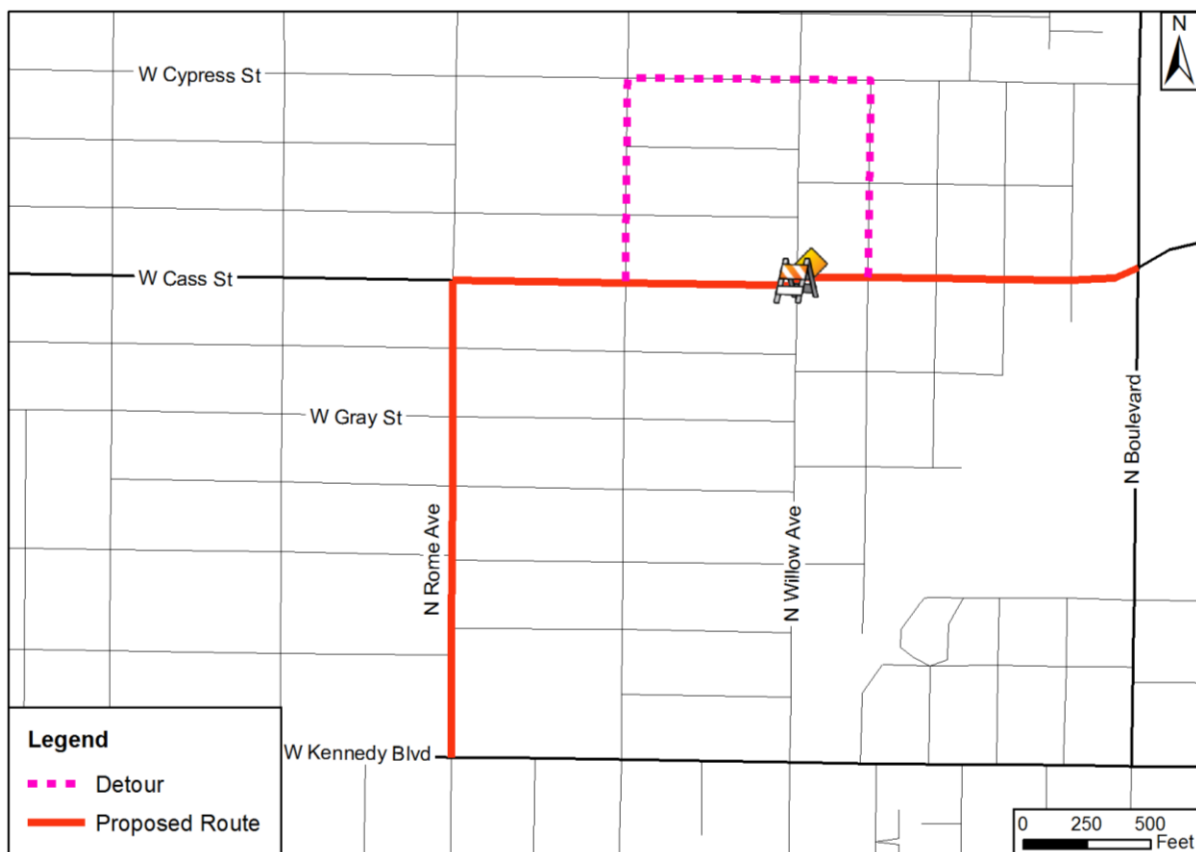 N
W Cypress St
W Cass St
W Gray St
N Rome Ave
N Willow Ave
N Boulevard
W Kennedy Blvd
Legend
Detour
Proposed Route
0 250 500
Feet